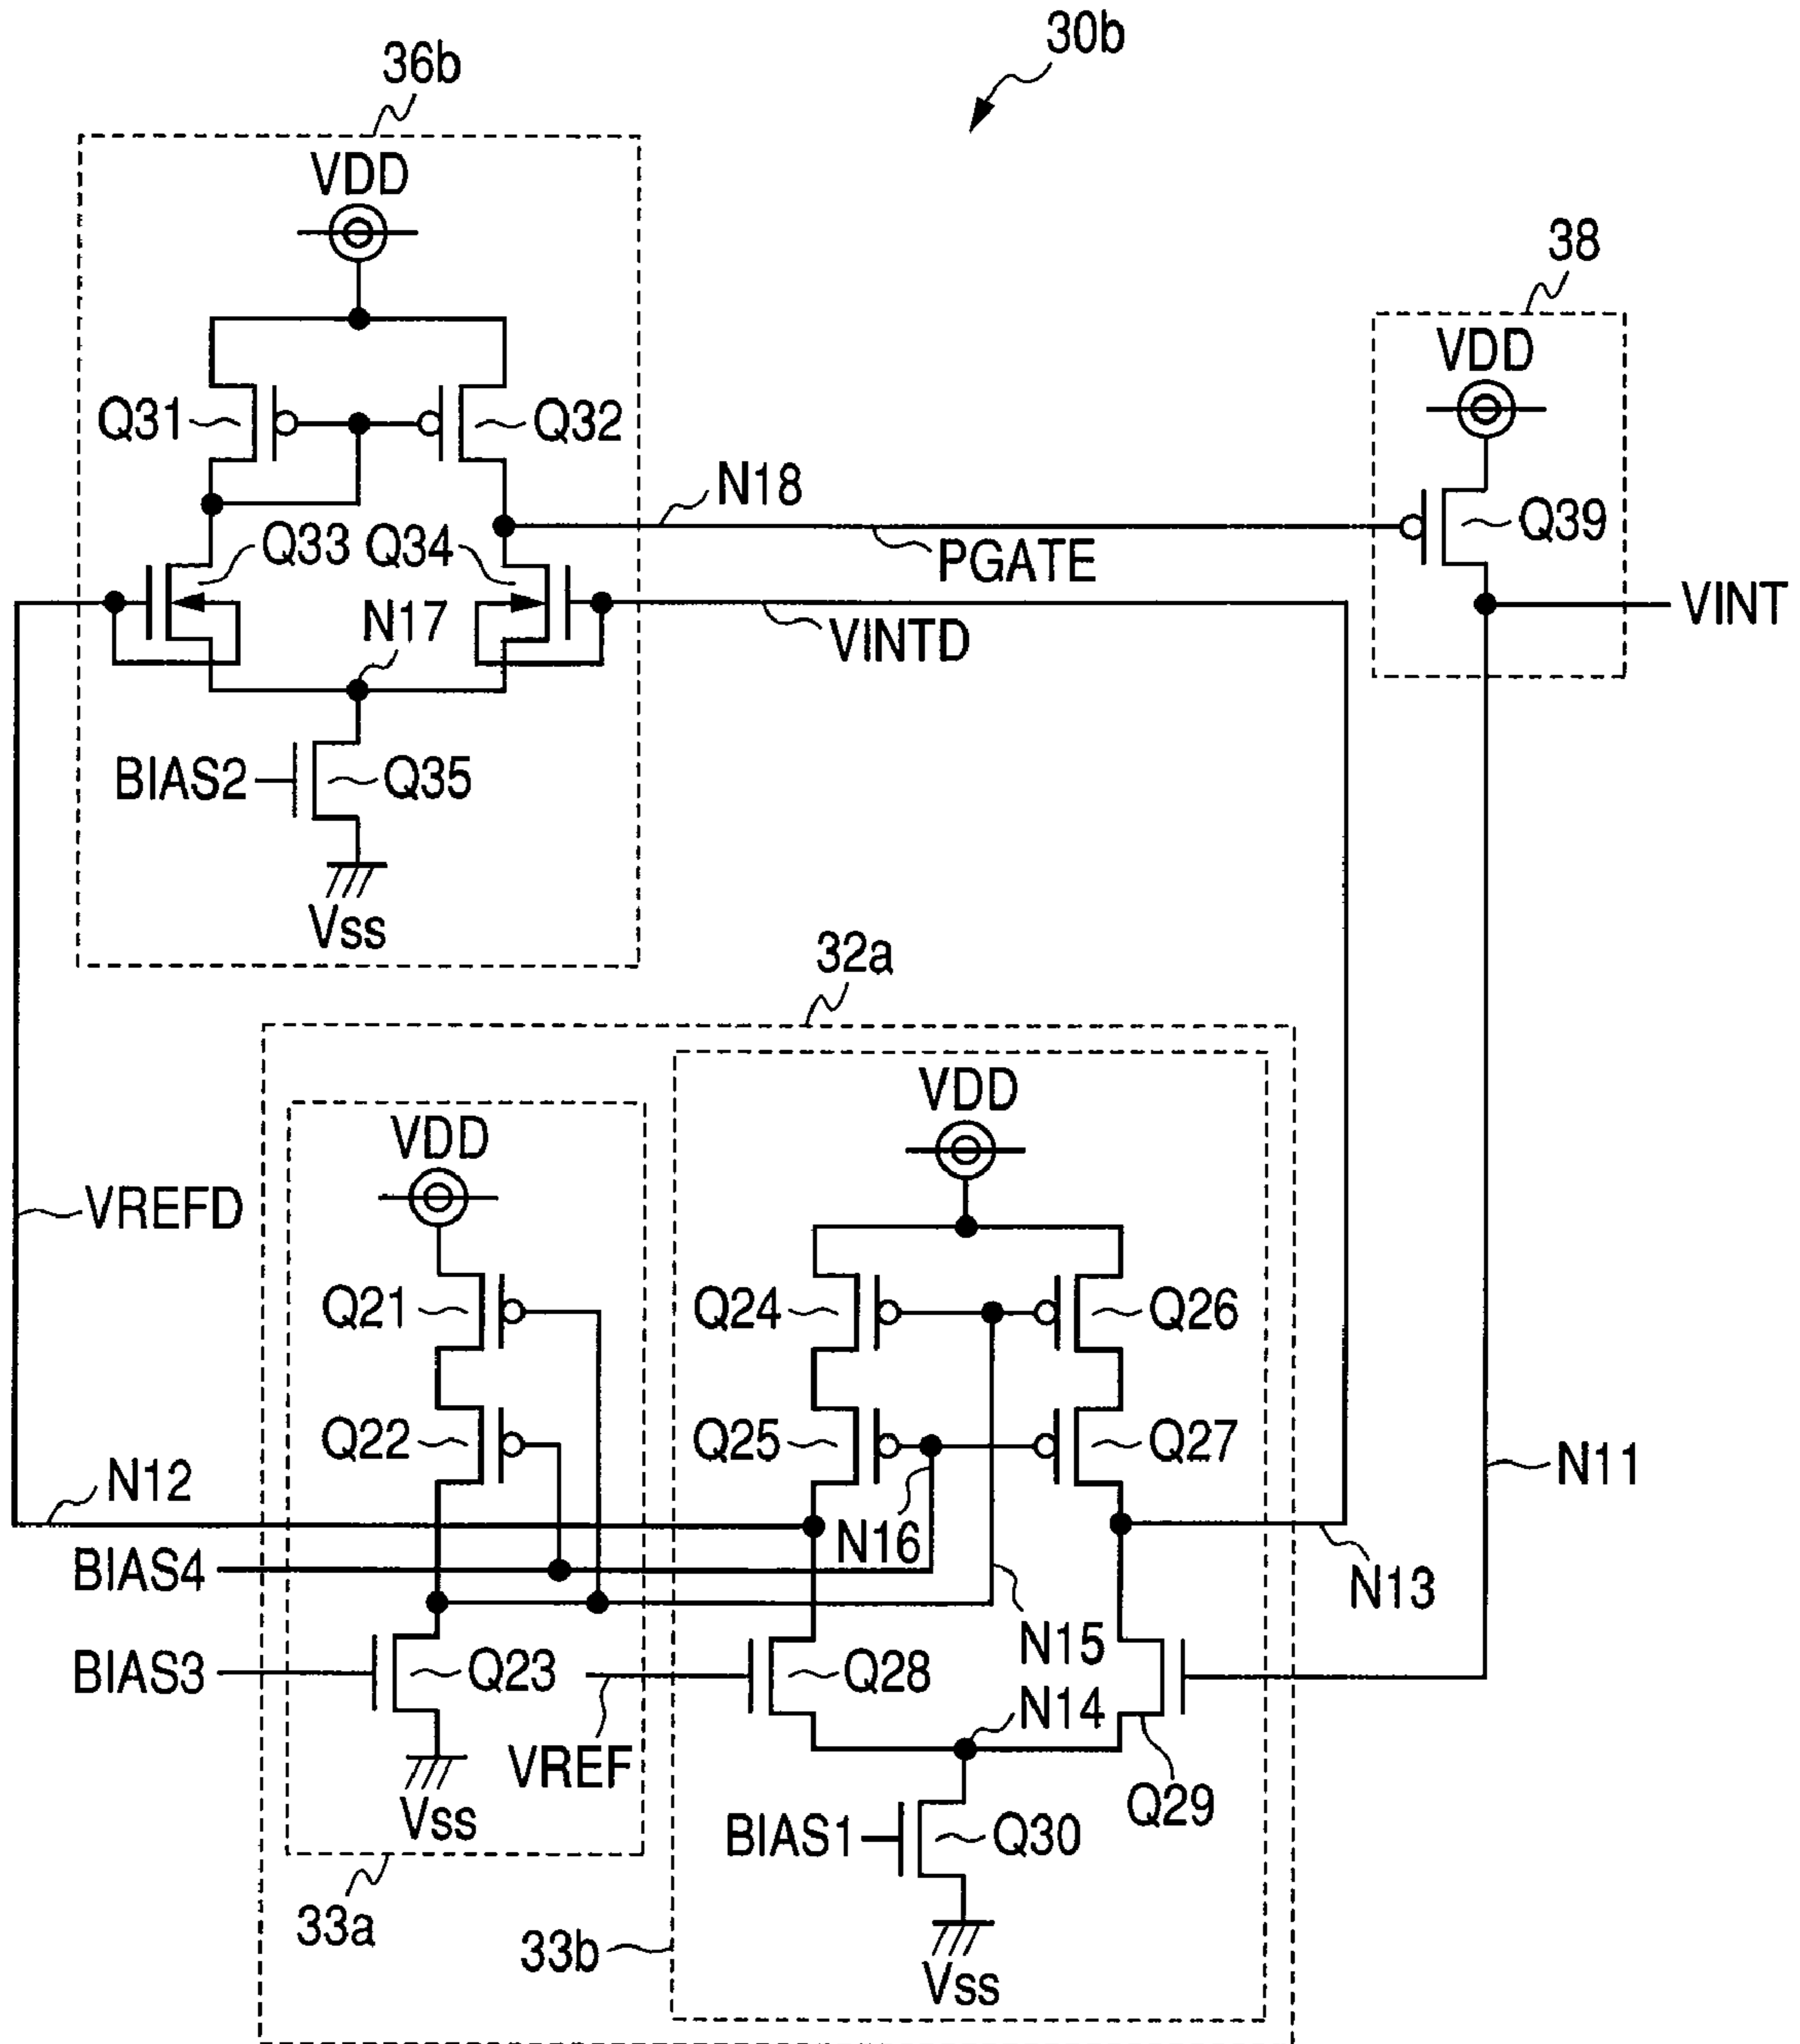 30b
36b
VDD
38
VDD
Q31
Q32
N18
Q39
PGATE
Q33
Q34
N17
VINT
VINTD
BIAS2
Q35
Vss
32a
VDD
VDD
VREFD
Q21
Q24
Q26
Q22
Q25
Q27
N11
N12
N16
BIAS4
N13
N15
BIAS3
Q23
Q28
N14
VREF
Q29
Vss
BIAS1
Q30
33a
33b
Vss